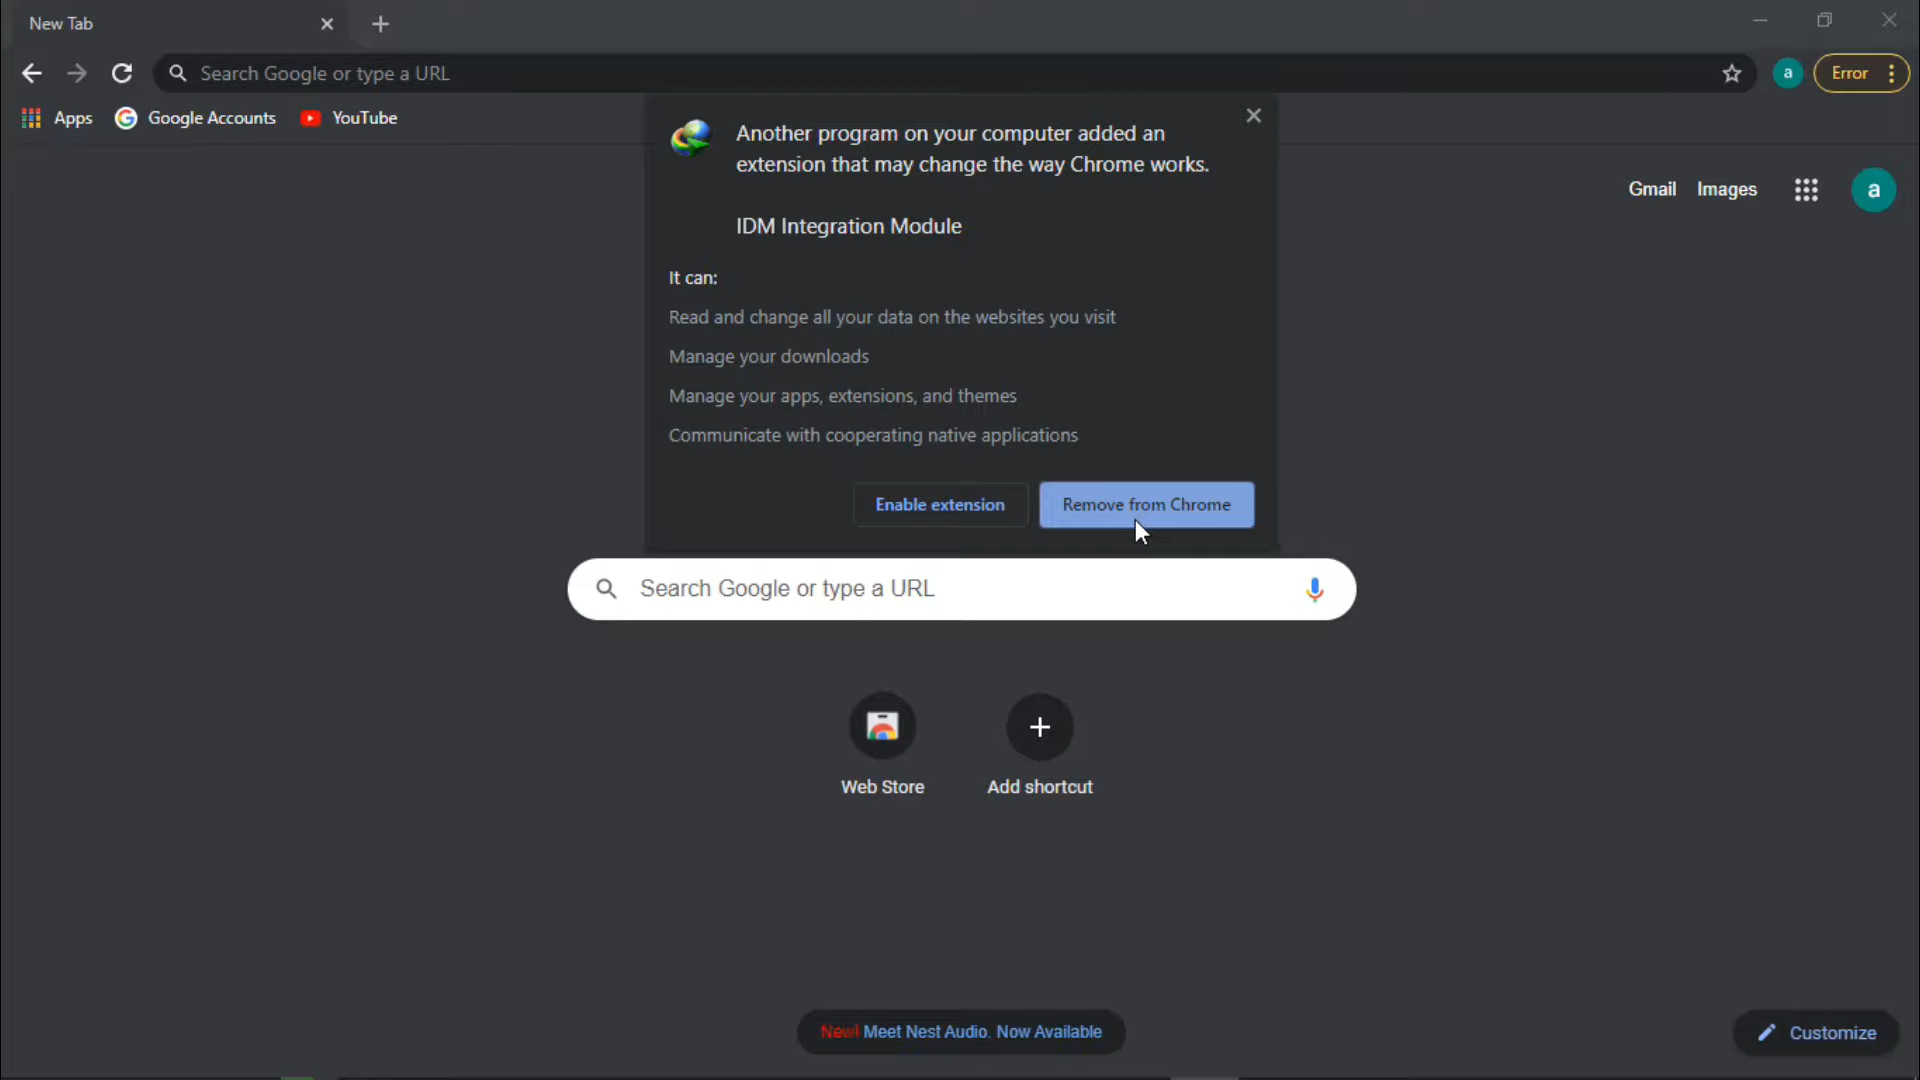 New Tab
Search Google or type a URL
a
Error
Apps
Google Accounts
YouTube
Another program on your computer added an
extension that may change the way Chrome works.
Gmail
Images
a
IDM Integration Module
It can:
Read and change all your data on the websites you visit
Manage your downloads
Manage your apps, extensions, and themes
Communicate with cooperating native applications
Enable extension
Remove from Chrome
Search Google or type a URL
Web Store
Add shortcut
New! Meet Nest Audio. Now Available
Customize